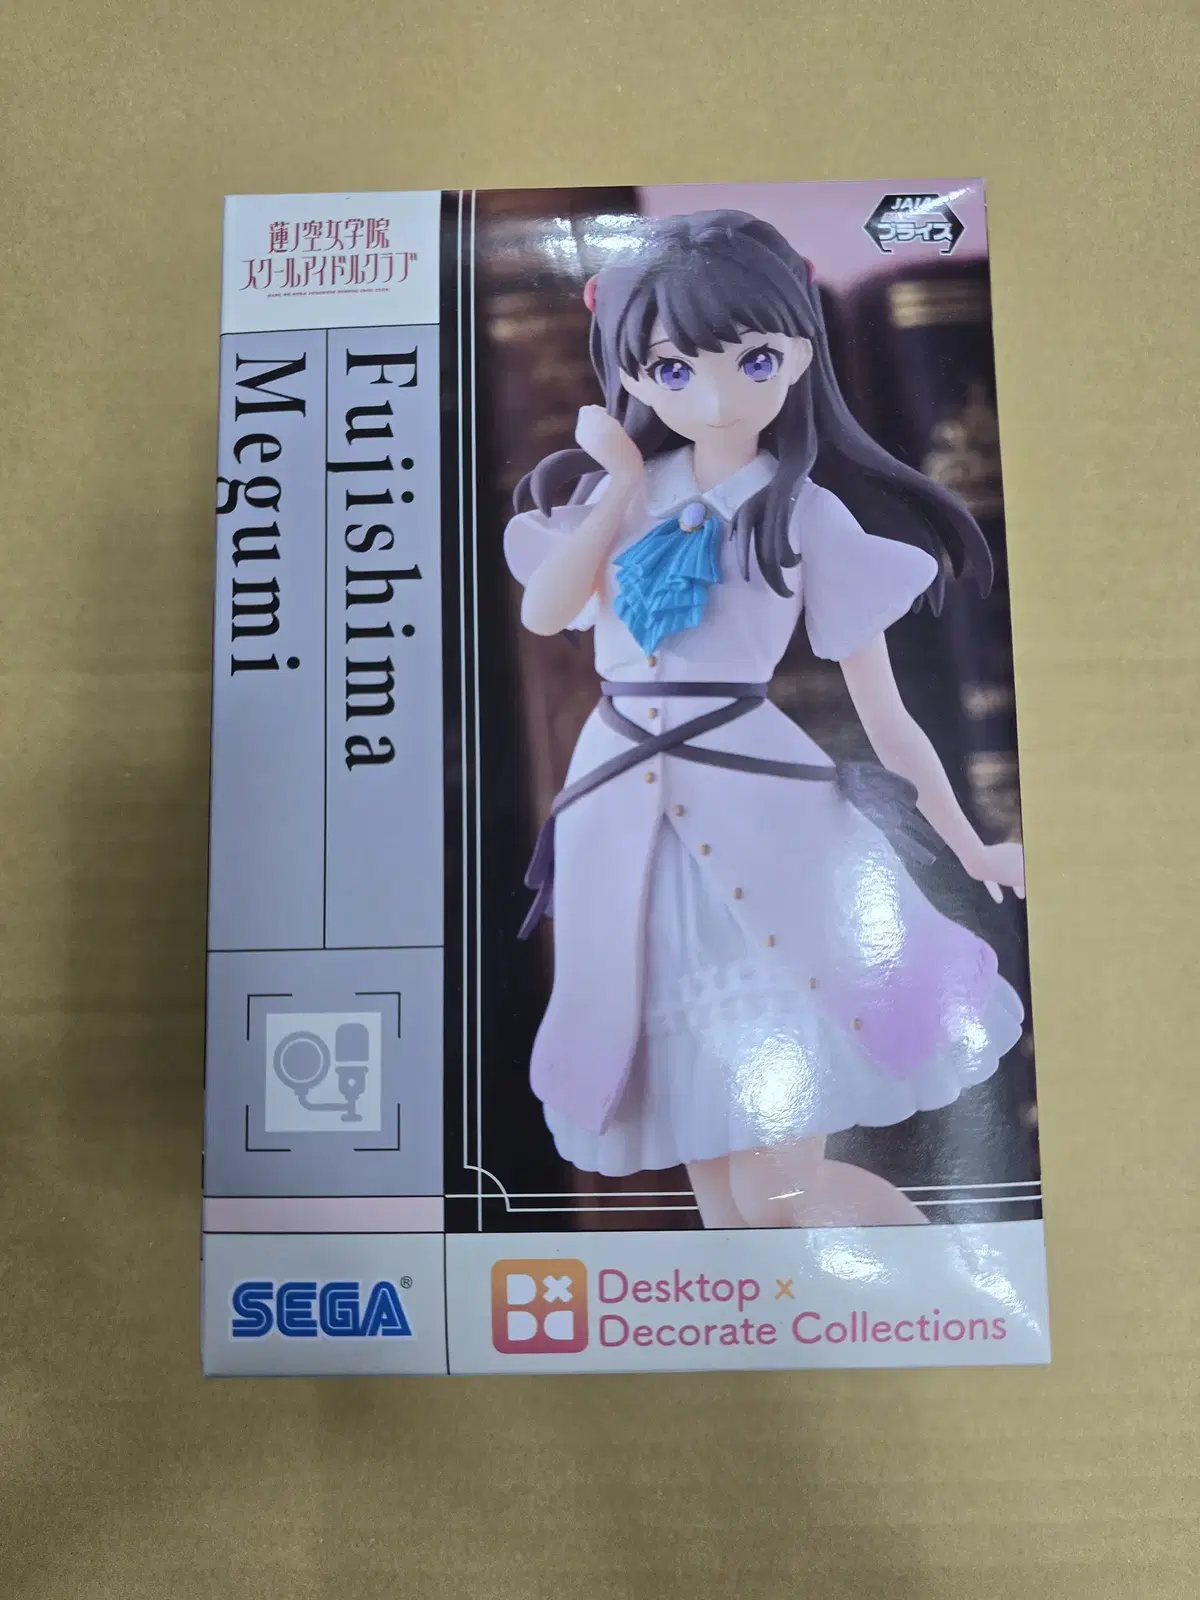 蓮ノ空女学院
スクールアイドルクラブ
JAIA
プライズ
Fujishima
Megumi
SEGA®
Desktop ×
Decorate Collections